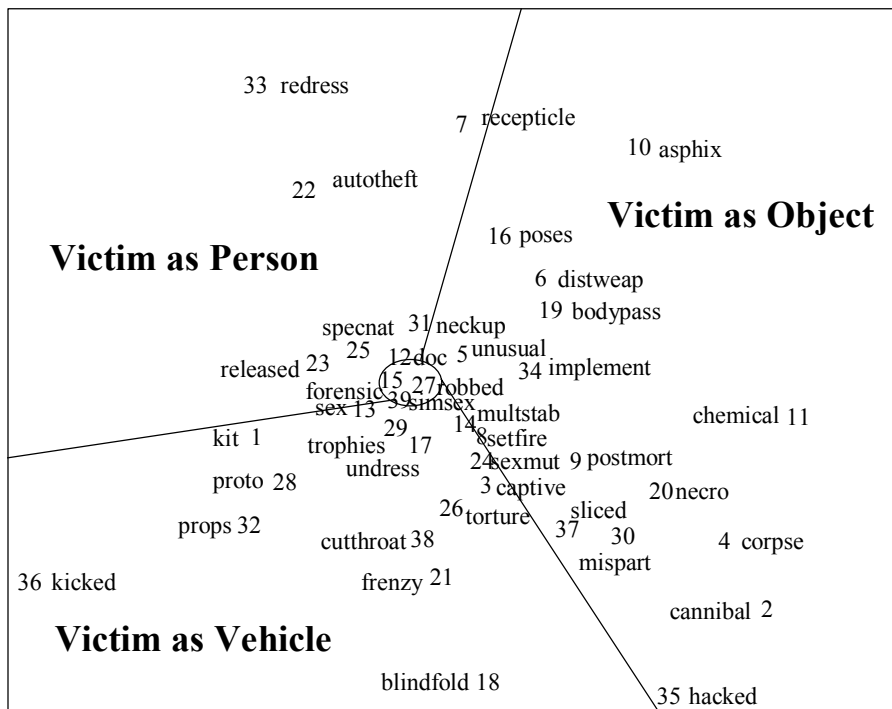 33 redress
7 recepticle
10 asphix
22 autotheft
Victim as Object
16 poses
Victim as Person
6 distweap
19 bodypass
specnat 31 neckup
25 12 doc 5 unusual
released 23 34 implement
forensic 15 27 robbed
sex 13 39 simsex
14 multstab
chemical 11
kit 1
29 8 setfire
trophies 17
24 sexmut 9 postmort
undress
proto 28
3 captive
20 necro
26 torture
sliced
props 32
37 30
cutthroat 38
4 corpse
mispart
36 kicked
frenzy 21
cannibal 2
Victim as Vehicle
blindfold 18
35 hacked